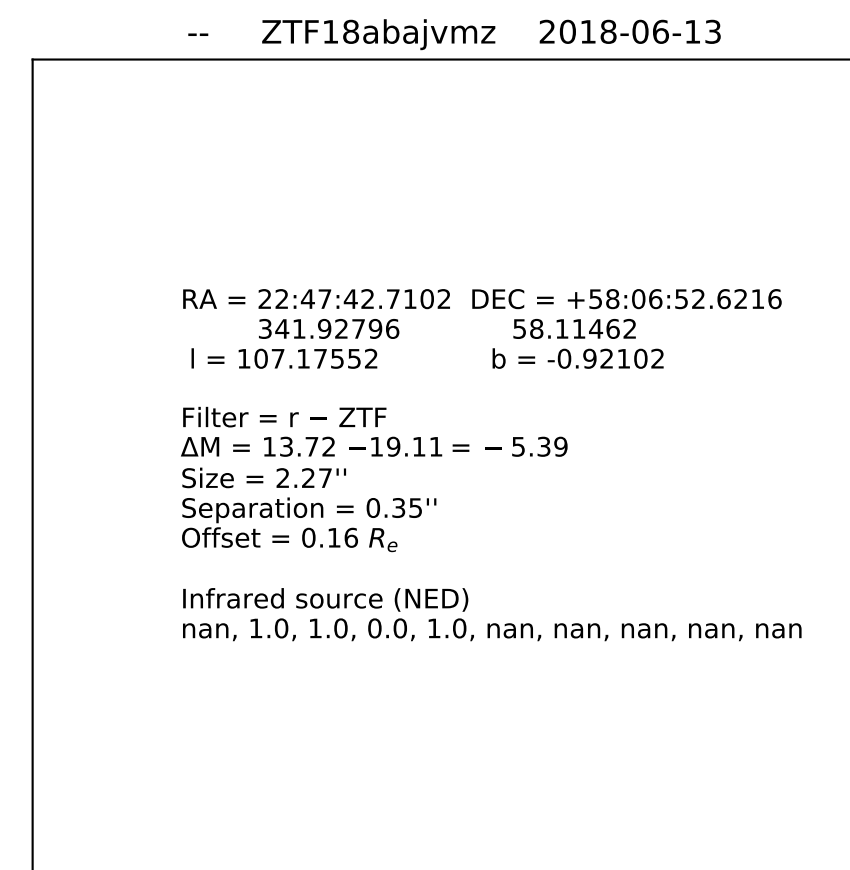 -- ZTF18abajvmz 2018-06-13
RA = 22:47:42.7102 DEC = +58:06:52.6216
341.92796 58.11462
l = 107.17552 b = -0.92102
Filter = r − ZTF
ΔM = 13.72 −19.11 = − 5.39
Size = 2.27''
Separation = 0.35''
Offset = 0.16 Rₑ
Infrared source (NED)
nan, 1.0, 1.0, 0.0, 1.0, nan, nan, nan, nan, nan